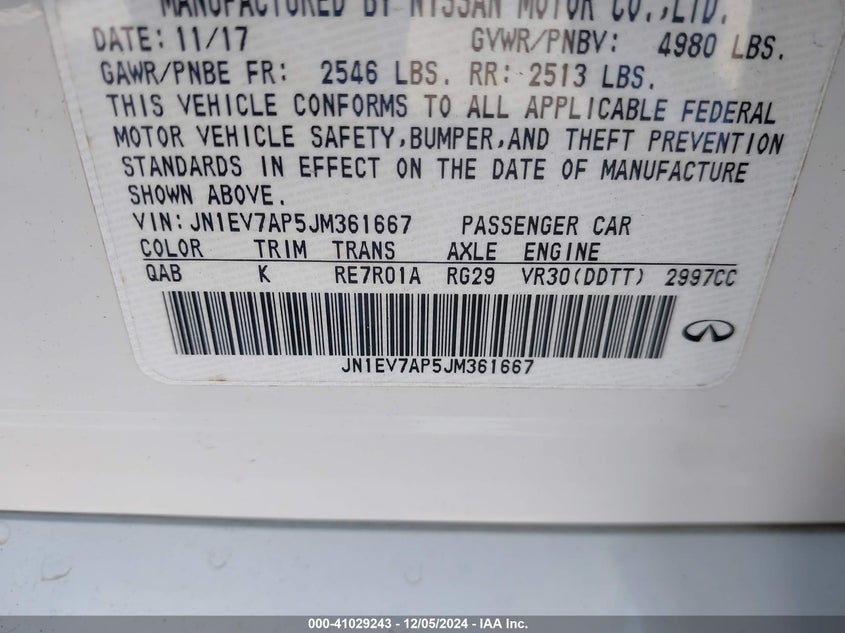 MANUFACTURED BY NISSAN MOTOR CO.,LTD.
DATE: 11/17 GVWR/PNBV: 4980 LBS.
GAWR/PNBE FR: 2546 LBS. RR: 2513 LBS.
THIS VEHICLE CONFORMS TO ALL APPLICABLE FEDERAL
MOTOR VEHICLE SAFETY,BUMPER,AND THEFT PREVENTION
STANDARDS IN EFFECT ON THE DATE OF MANUFACTURE
SHOWN ABOVE.
VIN:JN1EV7AP5JM361667 PASSENGER CAR
COLOR TRIM TRANS AXLE ENGINE
QAB K RE7R01A RG29 VR30(DDTT) 2997CC
JN1EV7AP5JM361667
000-41029243 - 12/05/2024 - IAA Inc.